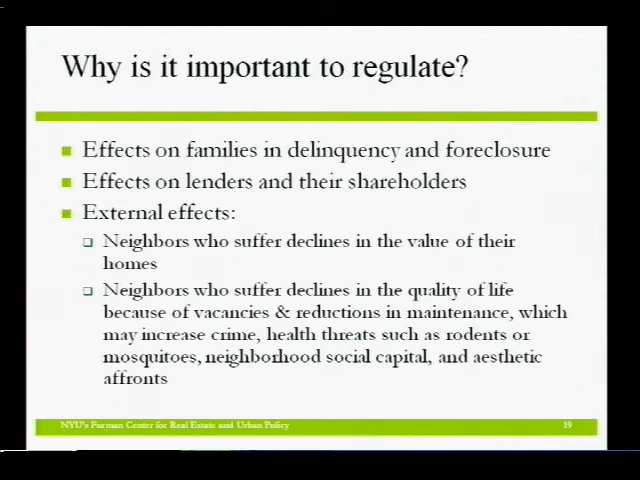 Why is it important to regulate?
Effects on families in delinquency and foreclosure
Effects on lenders and their shareholders
External effects:
Neighbors who suffer declines in the value of their
homes
Neighbors who suffer declines in the quality of life
because of vacancies & reductions in maintenance, which
may increase crime, health threats such as rodents or
mosquitoes, neighborhood social capital, and aesthetic
affronts
NYU's Furman Center for Real Estate and Urban Policy 19